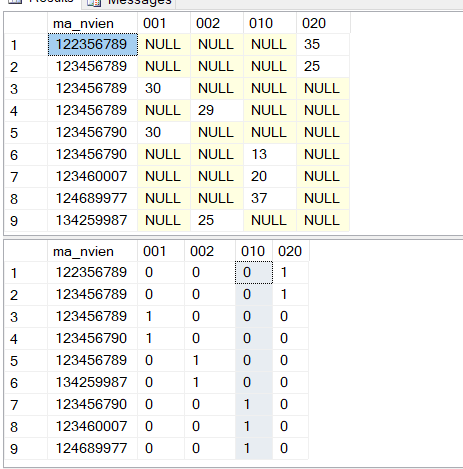 Results Messages
ma_nvien 001 002 010 020
1 122356789 NULL NULL NULL 35
2 123456789 NULL NULL NULL 25
3 123456789 30 NULL NULL NULL
4 123456789 NULL 29 NULL NULL
5 123456790 30 NULL NULL NULL
6 123456790 NULL NULL 13 NULL
7 123460007 NULL NULL 20 NULL
8 124689977 NULL NULL 37 NULL
9 134259987 NULL 25 NULL NULL
ma_nvien 001 002 010 020
1 122356789 0 0 0 1
2 123456789 0 0 0 1
3 123456789 1 0 0 0
4 123456790 1 0 0 0
5 123456789 0 1 0 0
6 134259987 0 1 0 0
7 123456790 0 0 1 0
8 123460007 0 0 1 0
9 124689977 0 0 1 0